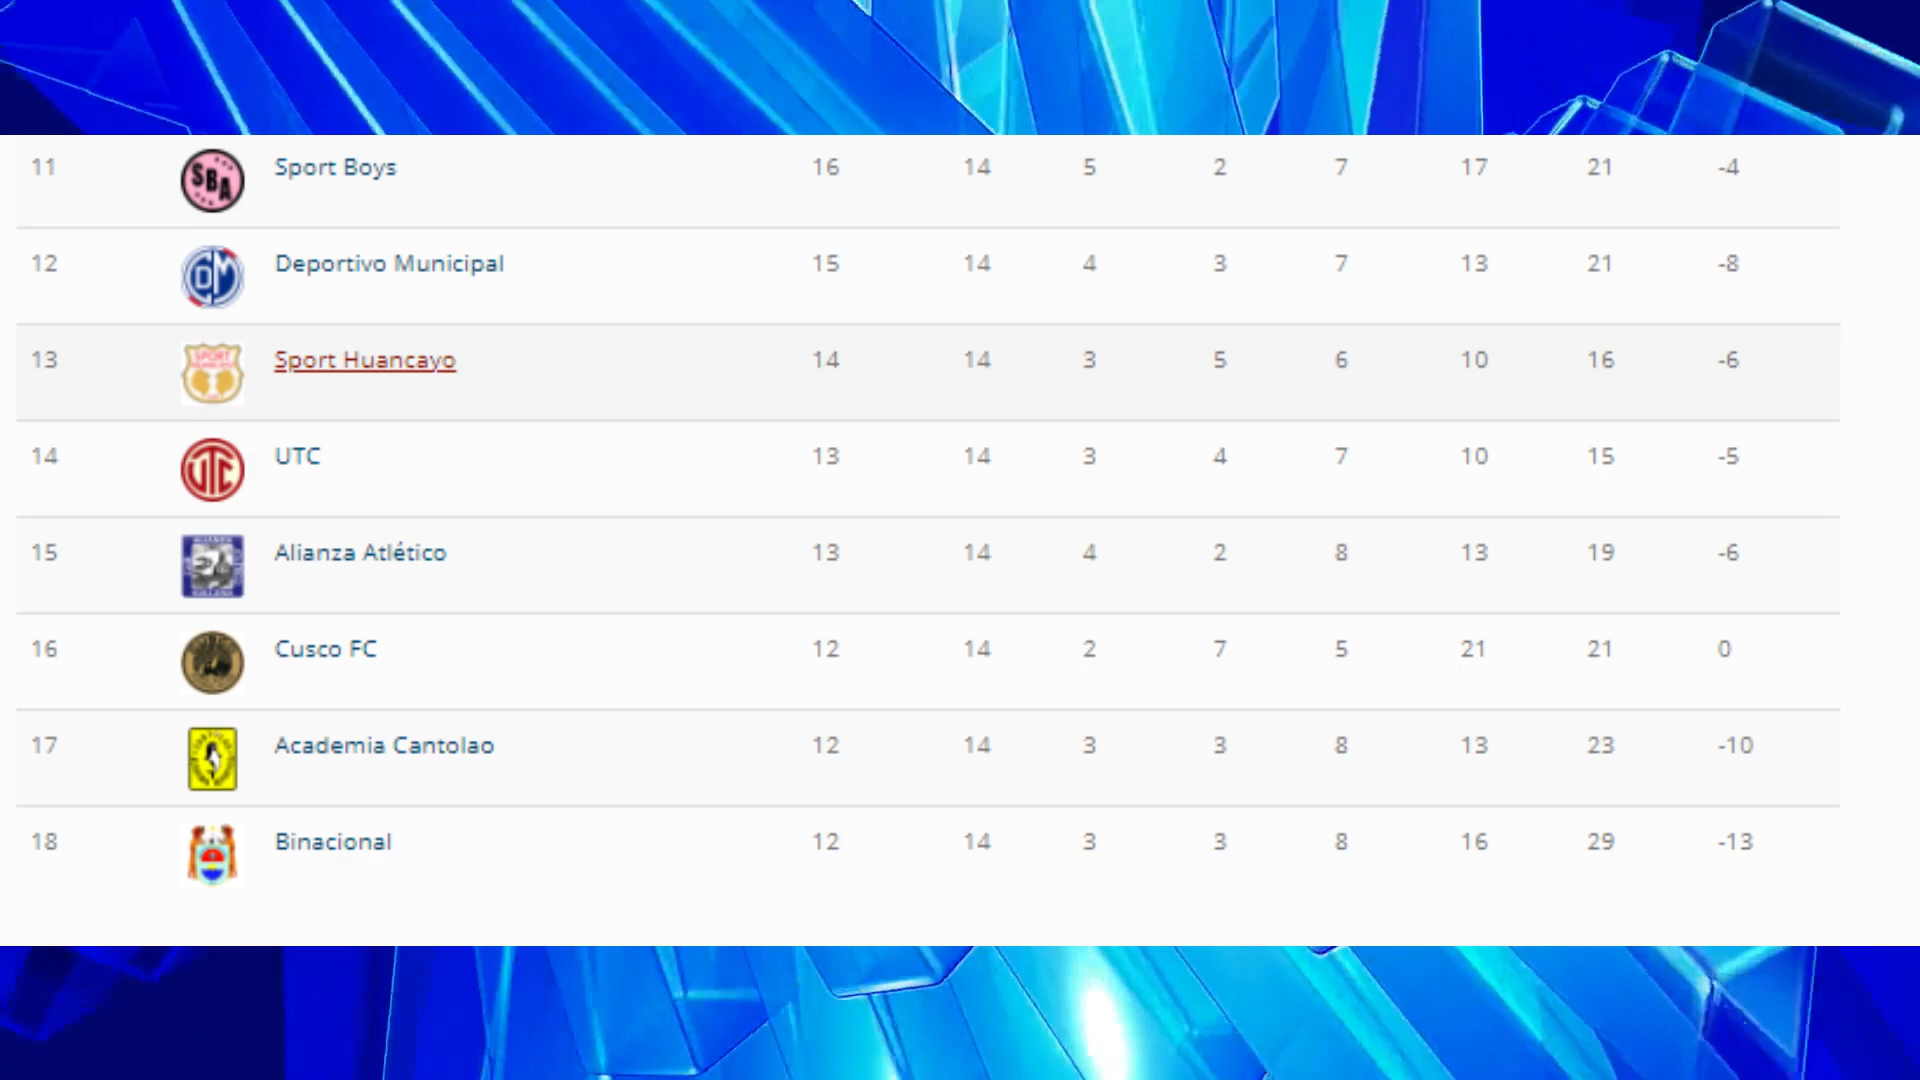 11 SBA Sport Boys 16 14 5 2 7 17 21 -4
12 DM Deportivo Municipal 15 14 4 3 7 13 21 -8
13 SPORT Sport Huancayo 14 14 3 5 6 10 16 -6
14 UTC UTC 13 14 3 4 7 10 15 -5
15 Alianza Atlético 13 14 4 2 8 13 19 -6
16 Cusco FC 12 14 2 7 5 21 21 0
17 Academia Cantolao 12 14 3 3 8 13 23 -10
18 Binacional 12 14 3 3 8 16 29 -13